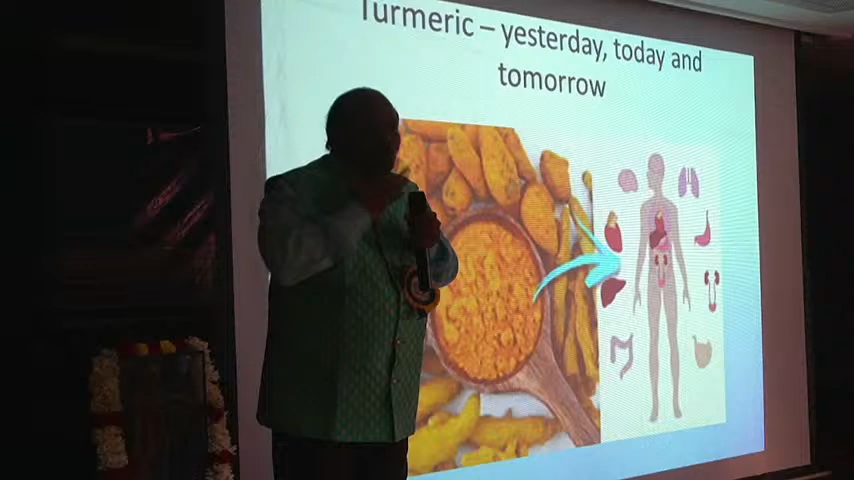 Turmeric – yesterday, today and
tomorrow